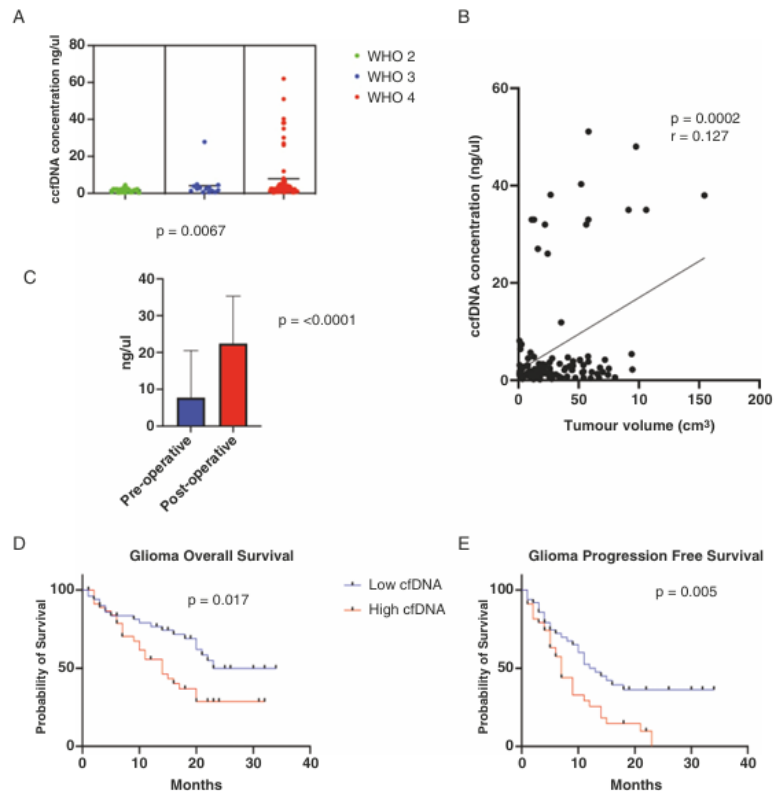 A
ccfDNA concentration ng/ul
80
60
40
20
0
WHO 2
WHO 3
WHO 4
p = 0.0067
B
ccfDNA concentration (ng/ul)
60
40
20
0
p = 0.0002
r = 0.127
0 50 10 150 200
Tumour volume (cm³)
C
ng/ul
40
30
20
10
0
p = <0.0001
Pre-operative
Post-operative
D
Glioma Overall Survival
Probability of Survival
100
50
0
p = 0.017
Low cfDNA
High cfDNA
0 10 20 30 40
Months
E
Glioma Progression Free Survival
Probability of Survival
100
50
0
p = 0.005
0 10 20 30 40
Months